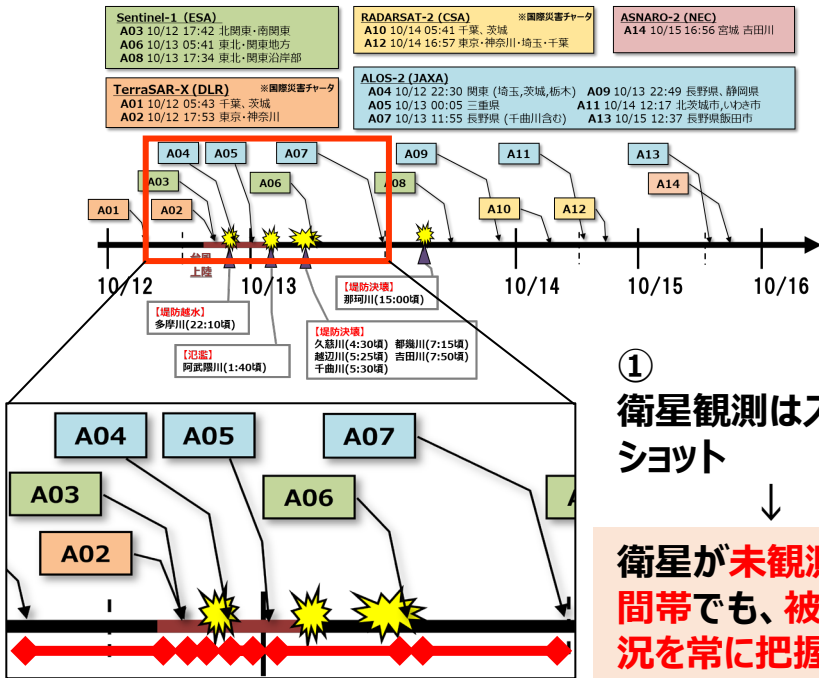 Sentinel-1 (ESA)
A03 10/12 17:42 北関東・南関東
A06 10/13 05:41 東北・関東地方
A08 10/13 17:34 東北・関東沿岸部
RADARSAT-2 (CSA) ※国際災害チャータ
A10 10/14 05:41 千葉、茨城
A12 10/14 16:57 東京・神奈川・埼玉・千葉
ASNARO-2 (NEC)
A14 10/15 16:56 宮城 吉田川
TerraSAR-X (DLR) ※国際災害チャータ
A01 10/12 05:43 千葉、茨城
A02 10/12 17:53 東京・神奈川
ALOS-2 (JAXA)
A04 10/12 22:30 関東 (埼玉,茨城,栃木) A09 10/13 22:49 長野県、静岡県
A05 10/13 00:05 三重県 A11 10/14 12:17 北茨城市,いわき市
A07 10/13 11:55 長野県 (千曲川含む) A13 10/15 12:37 長野県飯田市
A04 A05 A07 A09 A11 A13
A03 A06 A08 A14
A01 A02 A10 A12
台風
上陸
10/12 10/13 10/14 10/15 10/16
【堤防越水】
多摩川(22:10頃)
【氾濫】
阿武隈川(1:40頃)
【堤防決壊】
久慈川(4:30頃) 都幾川(7:15頃)
越辺川(5:25頃) 吉田川(7:50頃)
千曲川(5:30頃)
【堤防決壊】
那珂川(15:00頃)
A04 A05 A07
A03 A06
A02
①
衛星観測はス
ショット
↓
衛星が未観測
間帯でも、被
況を常に把握